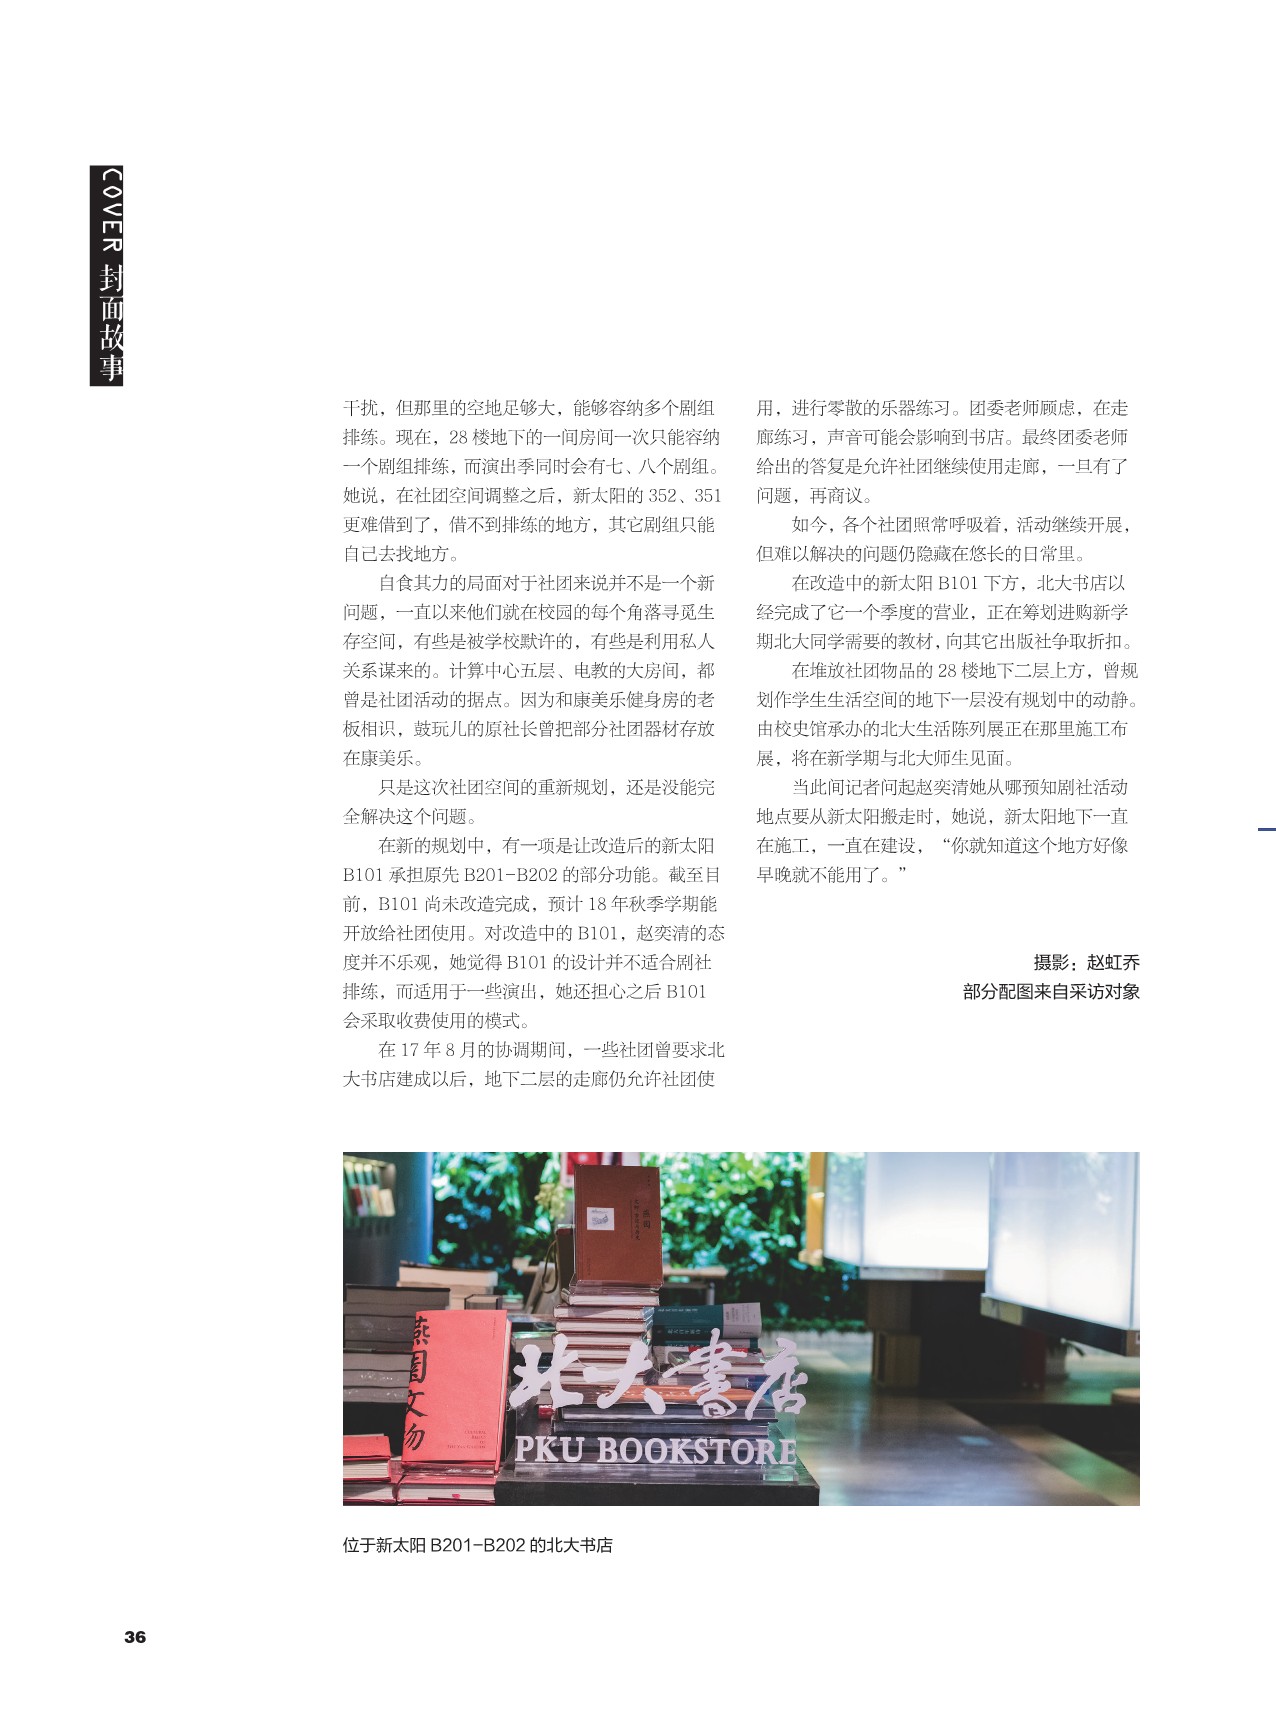 COVER 封面故事
干扰，但那里的空地足够大，能够容纳多个剧组
排练。现在，28 楼地下的一间房间一次只能容纳
一个剧组排练，而演出季同时会有七、八个剧组。
她说，在社团空间调整之后，新太阳的 352、351
更难借到了，借不到排练的地方，其它剧组只能
自己去找地方。
自食其力的局面对于社团来说并不是一个新
问题，一直以来他们就在校园的每个角落寻觅生
存空间，有些是被学校默许的，有些是利用私人
关系谋来的。计算中心五层、电教的大房间，都
曾是社团活动的据点。因为和康美乐健身房的老
板相识，鼓玩儿的原社长曾把部分社团器材存放
在康美乐。
只是这次社团空间的重新规划，还是没能完
全解决这个问题。
在新的规划中，有一项是让改造后的新太阳
B101 承担原先 B201-B202 的部分功能。截至目
前，B101 尚未改造完成，预计 18 年秋季学期能
开放给社团使用。对改造中的 B101，赵奕清的态
度并不乐观，她觉得 B101 的设计并不适合剧社
排练，而适用于一些演出，她还担心之后 B101
会采取收费使用的模式。
在 17 年 8 月的协调期间，一些社团曾要求北
大书店建成以后，地下二层的走廊仍允许社团使
用，进行零散的乐器练习。团委老师顾虑，在走
廊练习，声音可能会影响到书店。最终团委老师
给出的答复是允许社团继续使用走廊，一旦有了
问题，再商议。
如今，各个社团照常呼吸着，活动继续开展，
但难以解决的问题仍隐藏在悠长的日常里。
在改造中的新太阳 B101 下方，北大书店以
经完成了它一个季度的营业，正在筹划进购新学
期北大同学需要的教材，向其它出版社争取折扣。
在堆放社团物品的 28 楼地下二层上方，曾规
划作学生生活空间的地下一层没有规划中的动静。
由校史馆承办的北大生活陈列展正在那里施工布
展，将在新学期与北大师生见面。
当此间记者问起赵奕清她从哪预知剧社活动
地点要从新太阳搬走时，她说，新太阳地下一直
在施工，一直在建设，“你就知道这个地方好像
早晚就不能用了。”
摄影：赵虹乔
部分配图来自采访对象
燕园文物
北大書店
PKU BOOKSTORE
位于新太阳 B201-B202 的北大书店
36